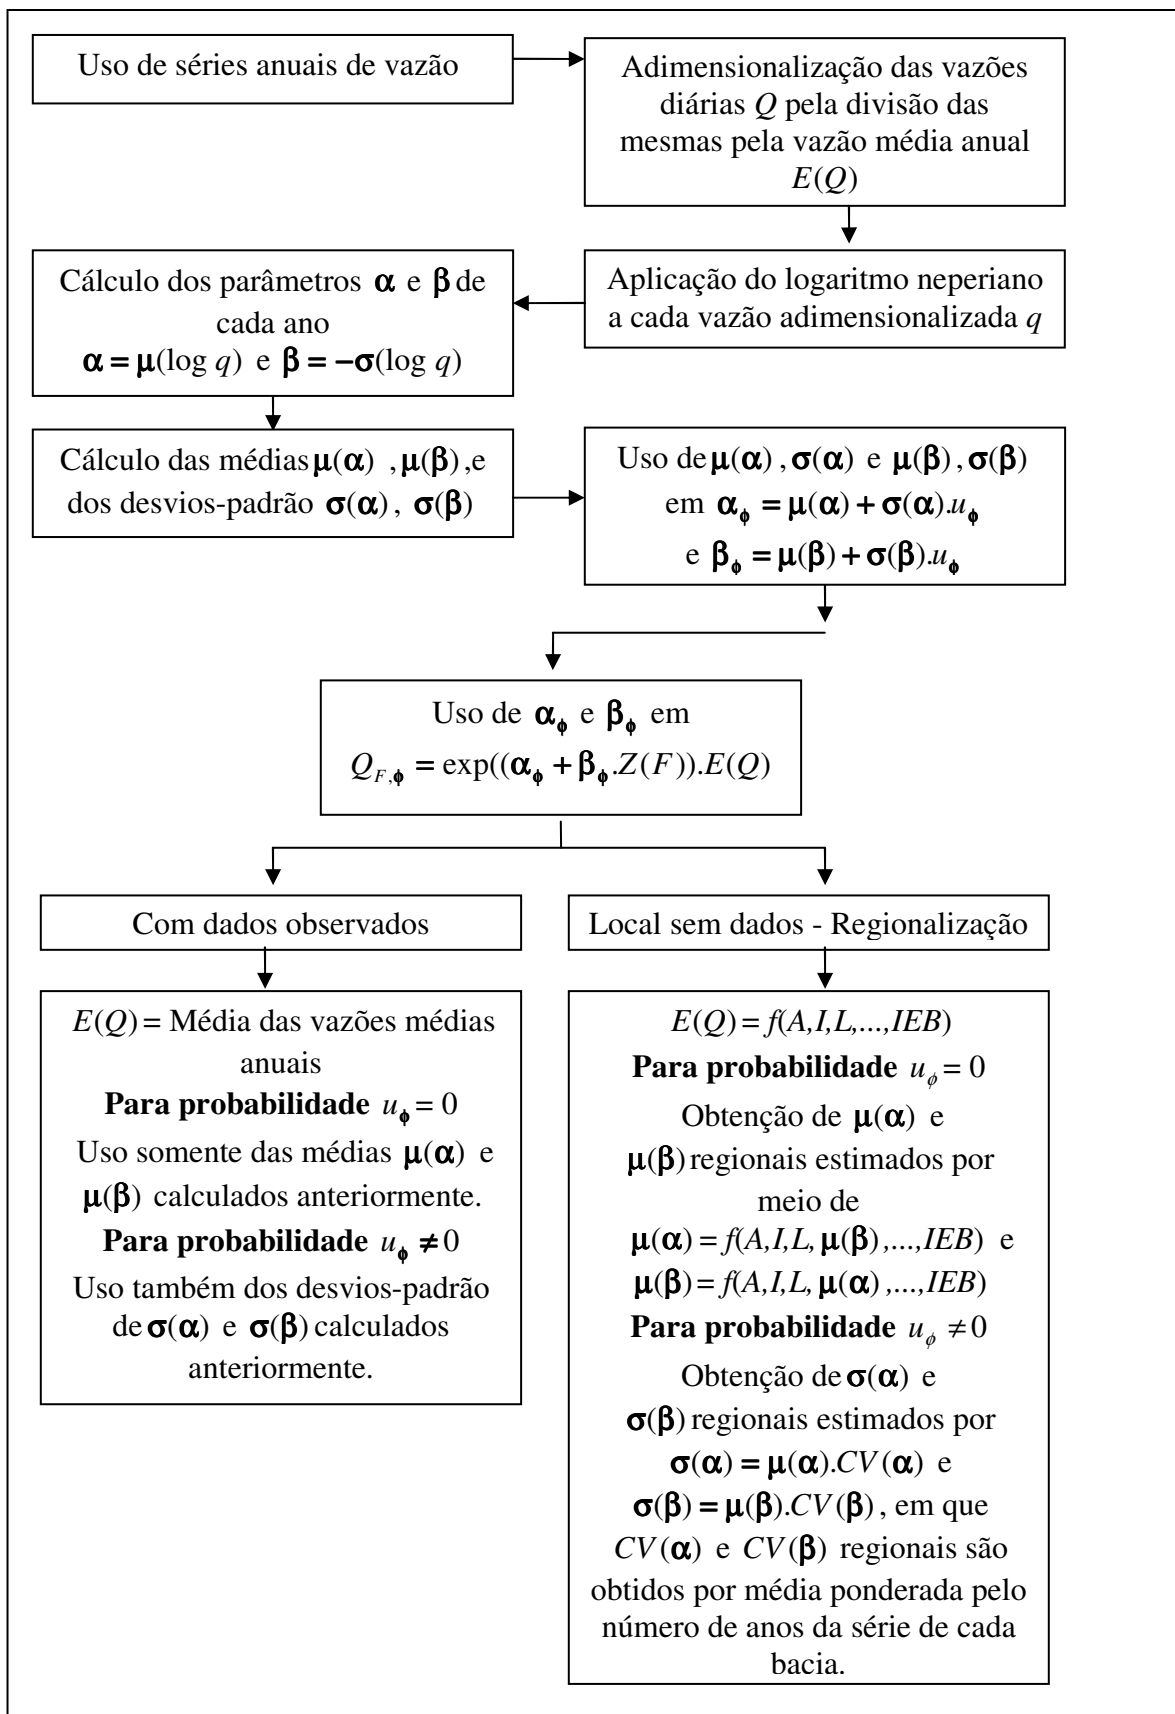 Uso de séries anuais de vazão
Adimensionalização das vazões
diárias Q pela divisão das
mesmas pela vazão média anual
E(Q)
Aplicação do logaritmo neperiano
a cada vazão adimensionalizada q
Cálculo dos parâmetros α e β de
cada ano
α = μ(log q) e β = −σ(log q)
Cálculo das médias μ(α) , μ(β) ,e
dos desvios-padrão σ(α) , σ(β)
Uso de μ(α) , σ(α) e μ(β) , σ(β)
em α_ϕ = μ(α) + σ(α).u_ϕ
e β_ϕ = μ(β) + σ(β).u_ϕ
Uso de α_ϕ e β_ϕ em
Q_F,ϕ = exp((α_ϕ + β_ϕ.Z(F)).E(Q)
Com dados observados
E(Q) = Média das vazões médias
anuais
Para probabilidade u_ϕ = 0
Uso somente das médias μ(α) e
μ(β) calculados anteriormente.
Para probabilidade u_ϕ ≠ 0
Uso também dos desvios-padrão
de σ(α) e σ(β) calculados
anteriormente.
Local sem dados - Regionalização
E(Q) = f(A,I,L,...,IEB)
Para probabilidade u_ϕ = 0
Obtenção de μ(α) e
μ(β) regionais estimados por
meio de
μ(α) = f(A,I,L, μ(β) ,...,IEB) e
μ(β) = f(A,I,L, μ(α) ,...,IEB)
Para probabilidade u_ϕ ≠ 0
Obtenção de σ(α) e
σ(β) regionais estimados por
σ(α) = μ(α).CV(α) e
σ(β) = μ(β).CV(β) , em que
CV(α) e CV(β) regionais são
obtidos por média ponderada pelo
número de anos da série de cada
bacia.